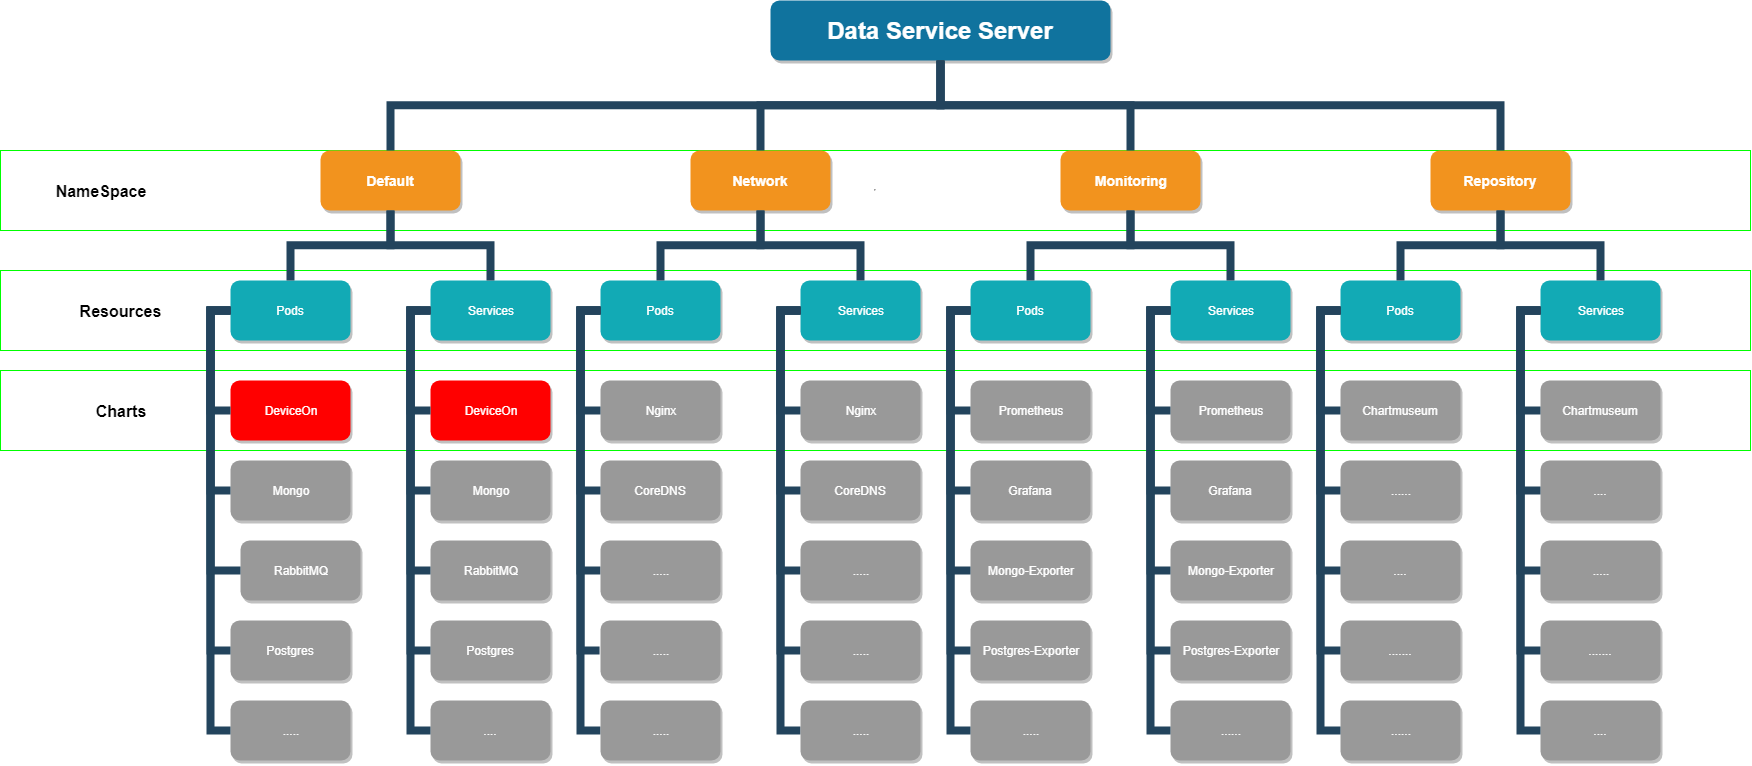 Data Service Server
NameSpace
Default
Network
.
Monitoring
Repository
Resources
Pods
Services
Pods
Services
Pods
Services
Pods
Services
Charts
DeviceOn
DeviceOn
Nginx
Nginx
Prometheus
Prometheus
Chartmuseum
Chartmuseum
Mongo
Mongo
CoreDNS
CoreDNS
Grafana
Grafana
......
....
RabbitMQ
RabbitMQ
.....
.....
Mongo-Exporter
Mongo-Exporter
....
.....
Postgres
Postgres
.....
.....
Postgres-Exporter
Postgres-Exporter
.......
.......
.....
....
.....
.....
.....
......
......
....